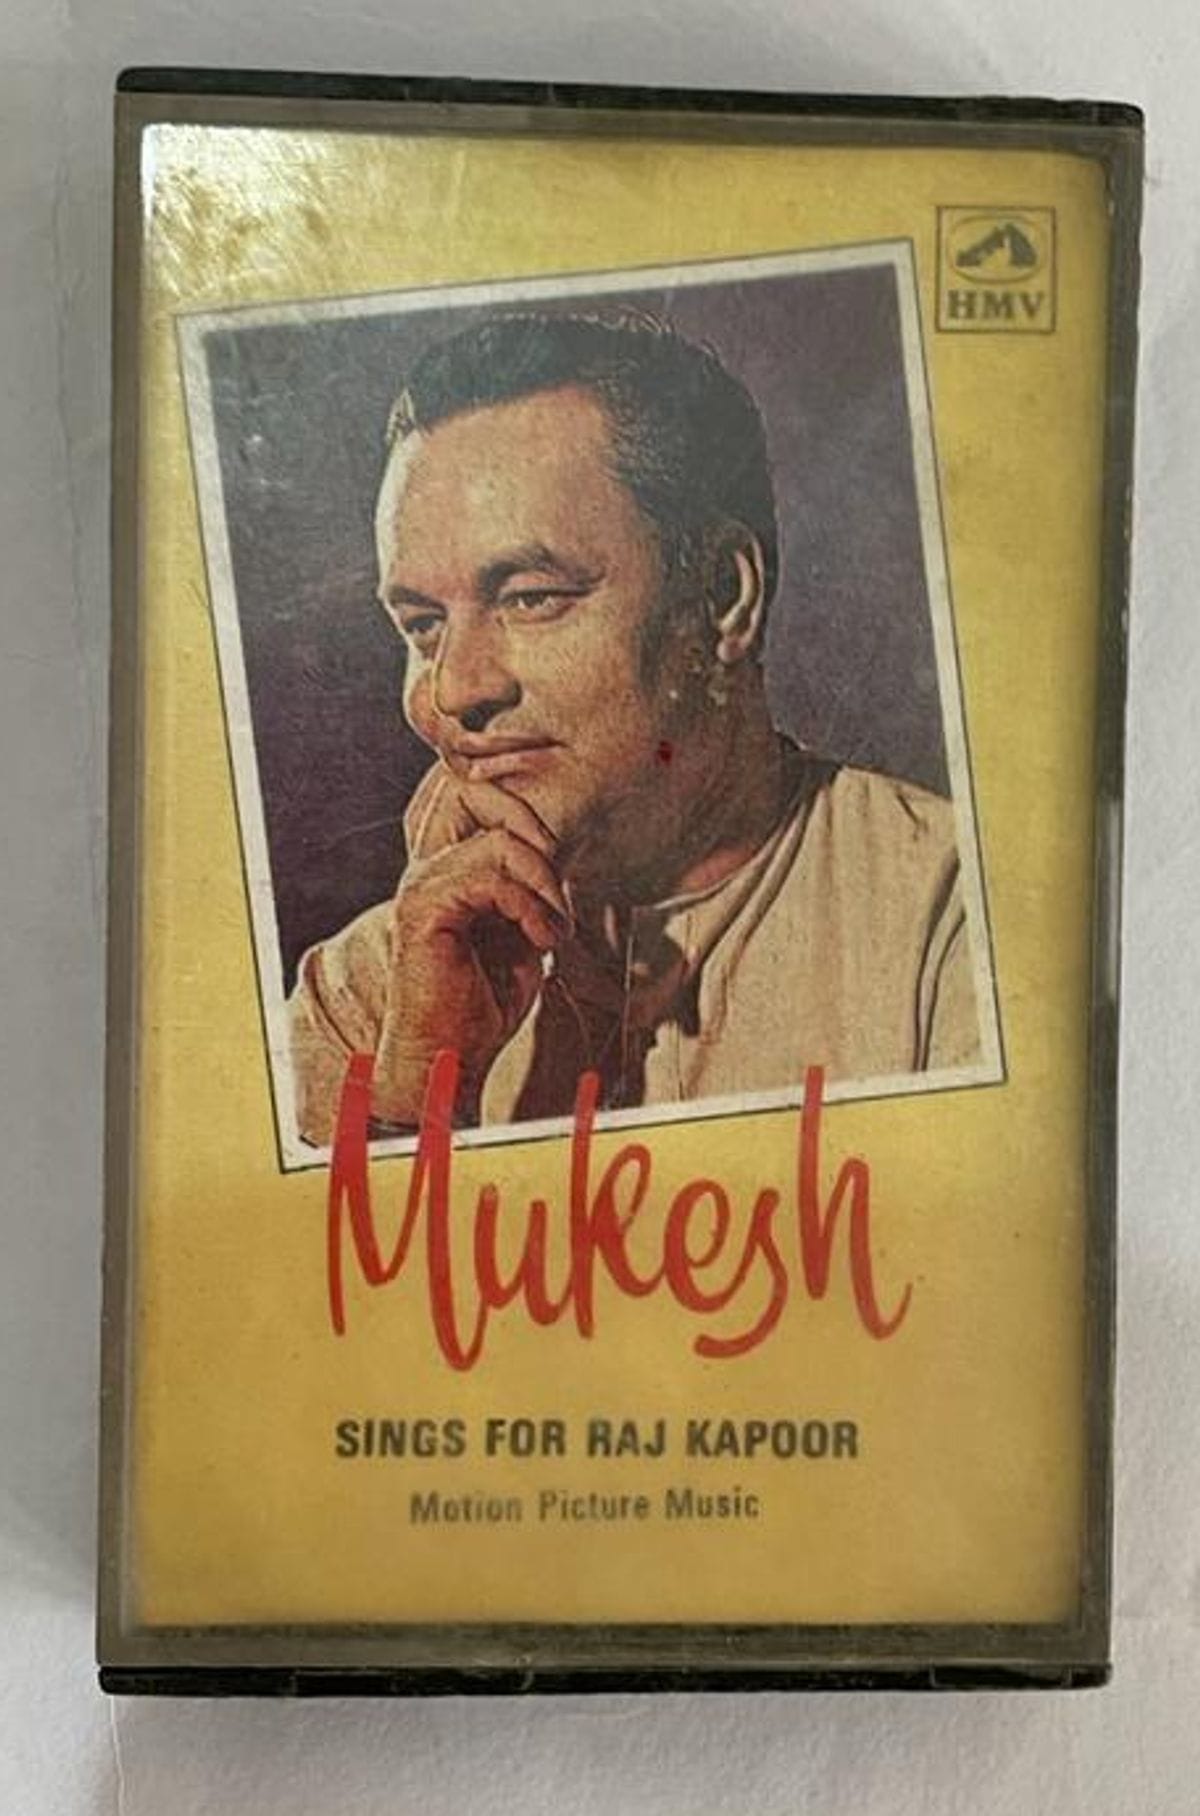 HMV
Mukesh
SINGS FOR RAJ KAPOOR
Motion Picture Music